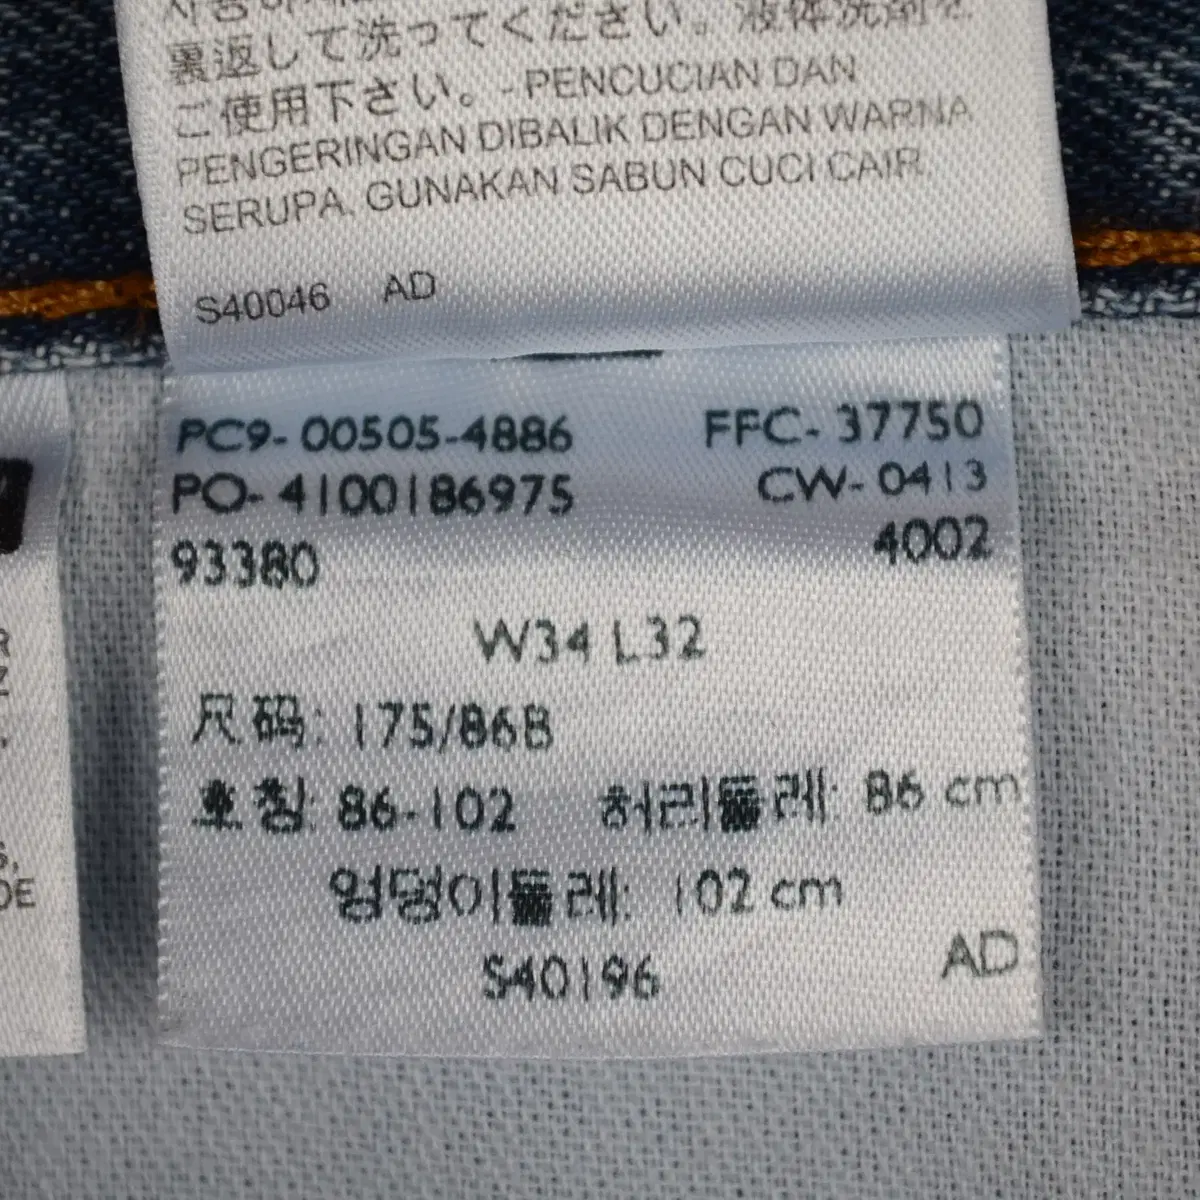 裏返して洗ってください。液体洗剤を
ご使用下さい。- PENCUCIAN DAN
PENGERINGAN DIBALIK DENGAN WARNA
SERUPA. GUNAKAN SABUN CUCI CAIR.
S40046 AD
PC9- 00505-4886 FFC- 37750
PO- 4100186975 CW- 0413
93380 4002
W34 L32
尺码: 175/86B
호칭: 86-102 허리둘레: 86 cm
엉덩이둘레: 102 cm
S40196 AD